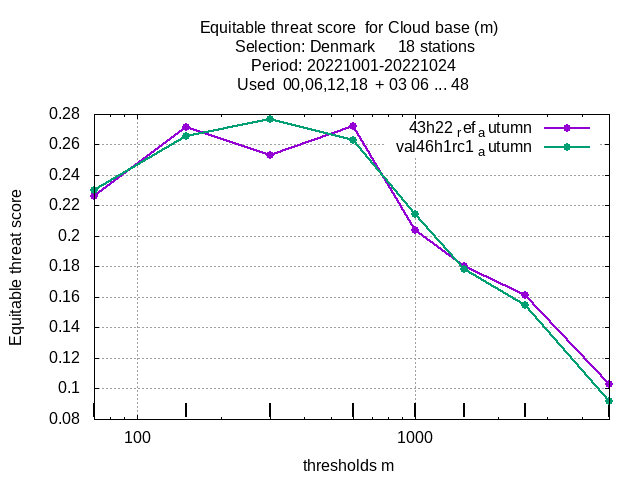 Equitable threat score  for Cloud base (m)
Selection: Denmark     18 stations
Period: 20221001-20221024
Used  00,06,12,18  + 03 06 ... 48
43h22 ref autumn
val46h1rc1 autumn
Equitable threat score
0.28
0.26
0.24
0.22
0.2
0.18
0.16
0.14
0.12
0.1
0.08
100
1000
thresholds m